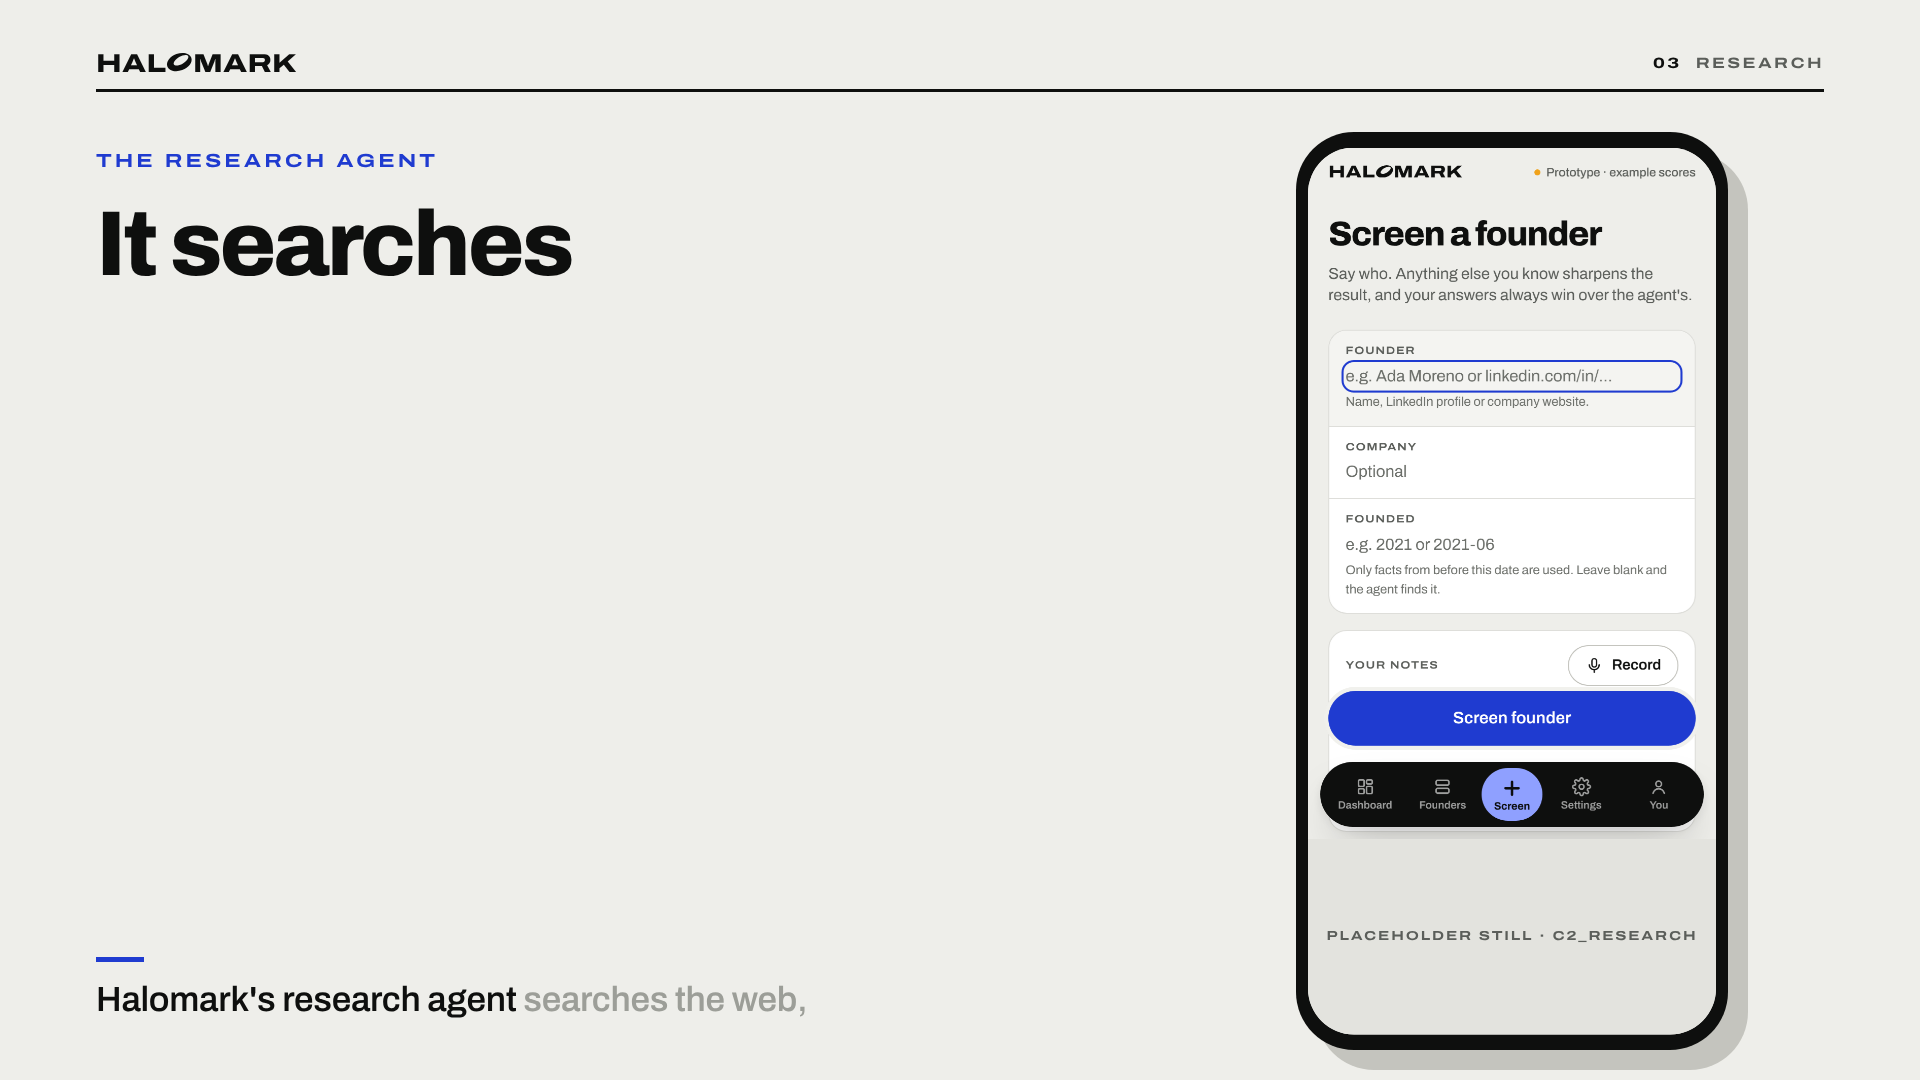 HALOMARK
03 RESEARCH
THE RESEARCH AGENT
It searches
Halomark's research agent searches the web,
HALOMARK
Prototype · example scores
Screen a founder
Say who. Anything else you know sharpens the
result, and your answers always win over the agent's.
FOUNDER
e.g. Ada Moreno or linkedin.com/in/...
Name, LinkedIn profile or company website.
COMPANY
Optional
FOUNDED
e.g. 2021 or 2021-06
Only facts from before this date are used. Leave blank and
the agent finds it.
YOUR NOTES
Record
Screen founder
Dashboard
Founders
Screen
Settings
You
PLACEHOLDER STILL · C2_RESEARCH